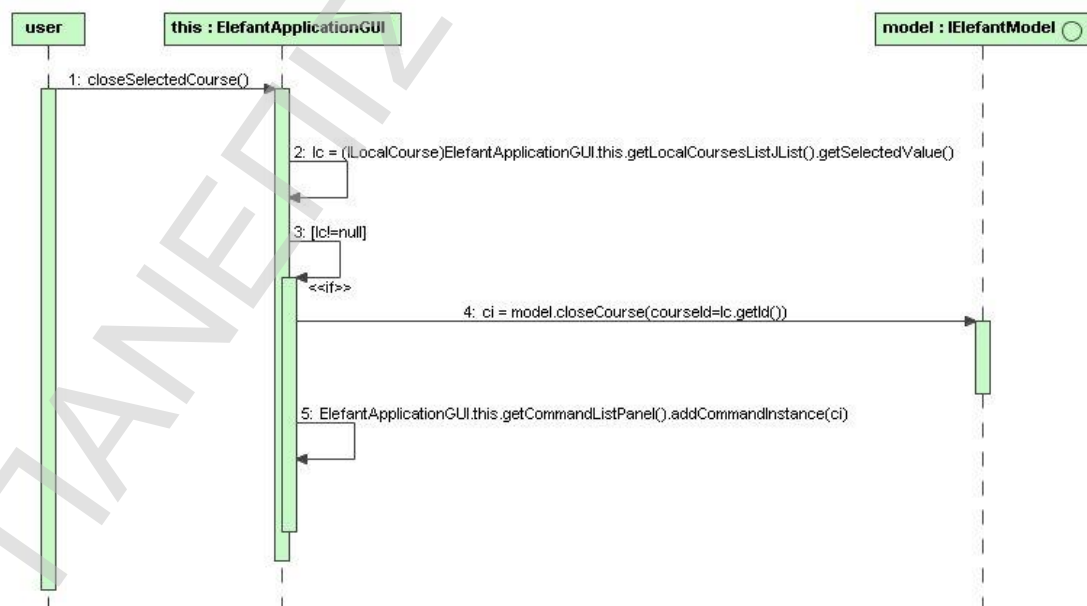 user
this : ElefantApplicationGUI
model : IElefantModel
1: closeSelectedCourse()
2: lc = (ILocalCourse)ElefantApplicationGUI.this.getLocalCoursesListJList().getSelectedValue()
3: [lc!=null]
<<if>>
4: ci = model.closeCourse(courseId=lc.getId())
5: ElefantApplicationGUI.this.getCommandListPanel().addCommandInstance(ci)